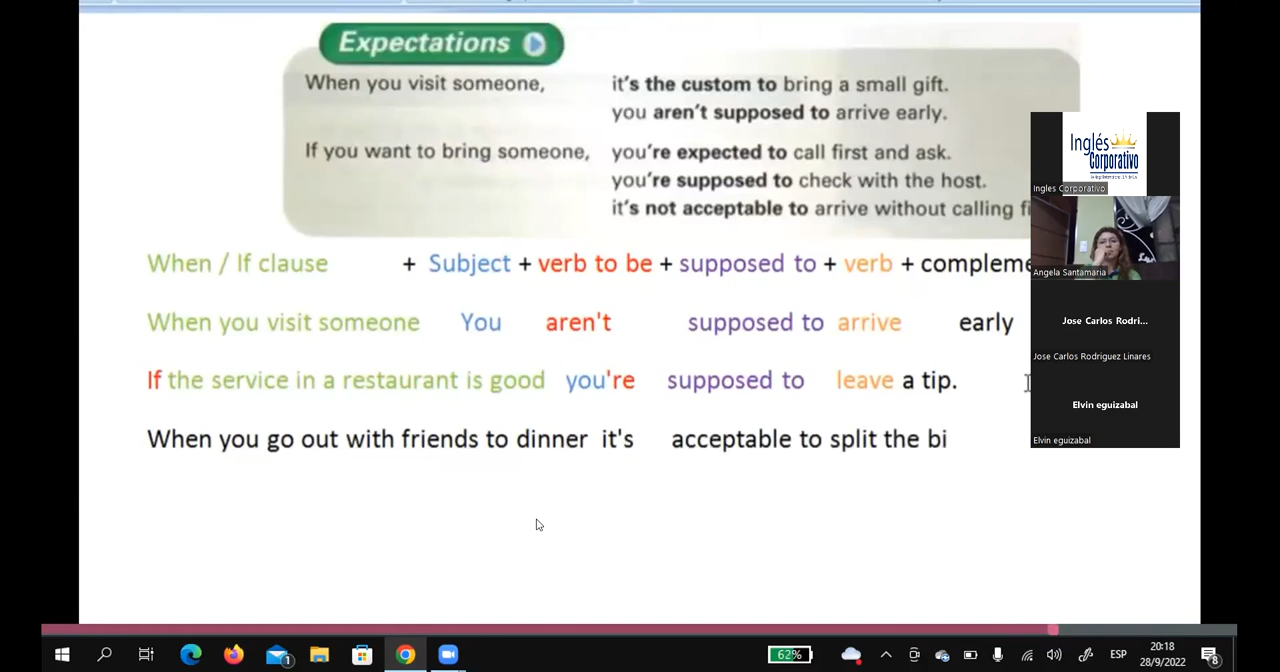 Expectations
When you visit someone, it's the custom to bring a small gift.
you aren't supposed to arrive early.
If you want to bring someone, you're expected to call first and ask.
you're supposed to check with the host.
it's not acceptable to arrive without calling fi
When / If clause + Subject + verb to be + supposed to + verb + compleme
When you visit someone You aren't supposed to arrive early
If the service in a restaurant is good you're supposed to leave a tip.
When you go out with friends to dinner it's acceptable to split the bi
Inglés
Corporativo
Ingles Corporativo
Angela Santamaria
Jose Carlos Rodri...
Jose Carlos Rodriguez Linares
Elvin eguizabal
Elvin eguizabal
62%
ESP
20:18
28/9/2022
1
8